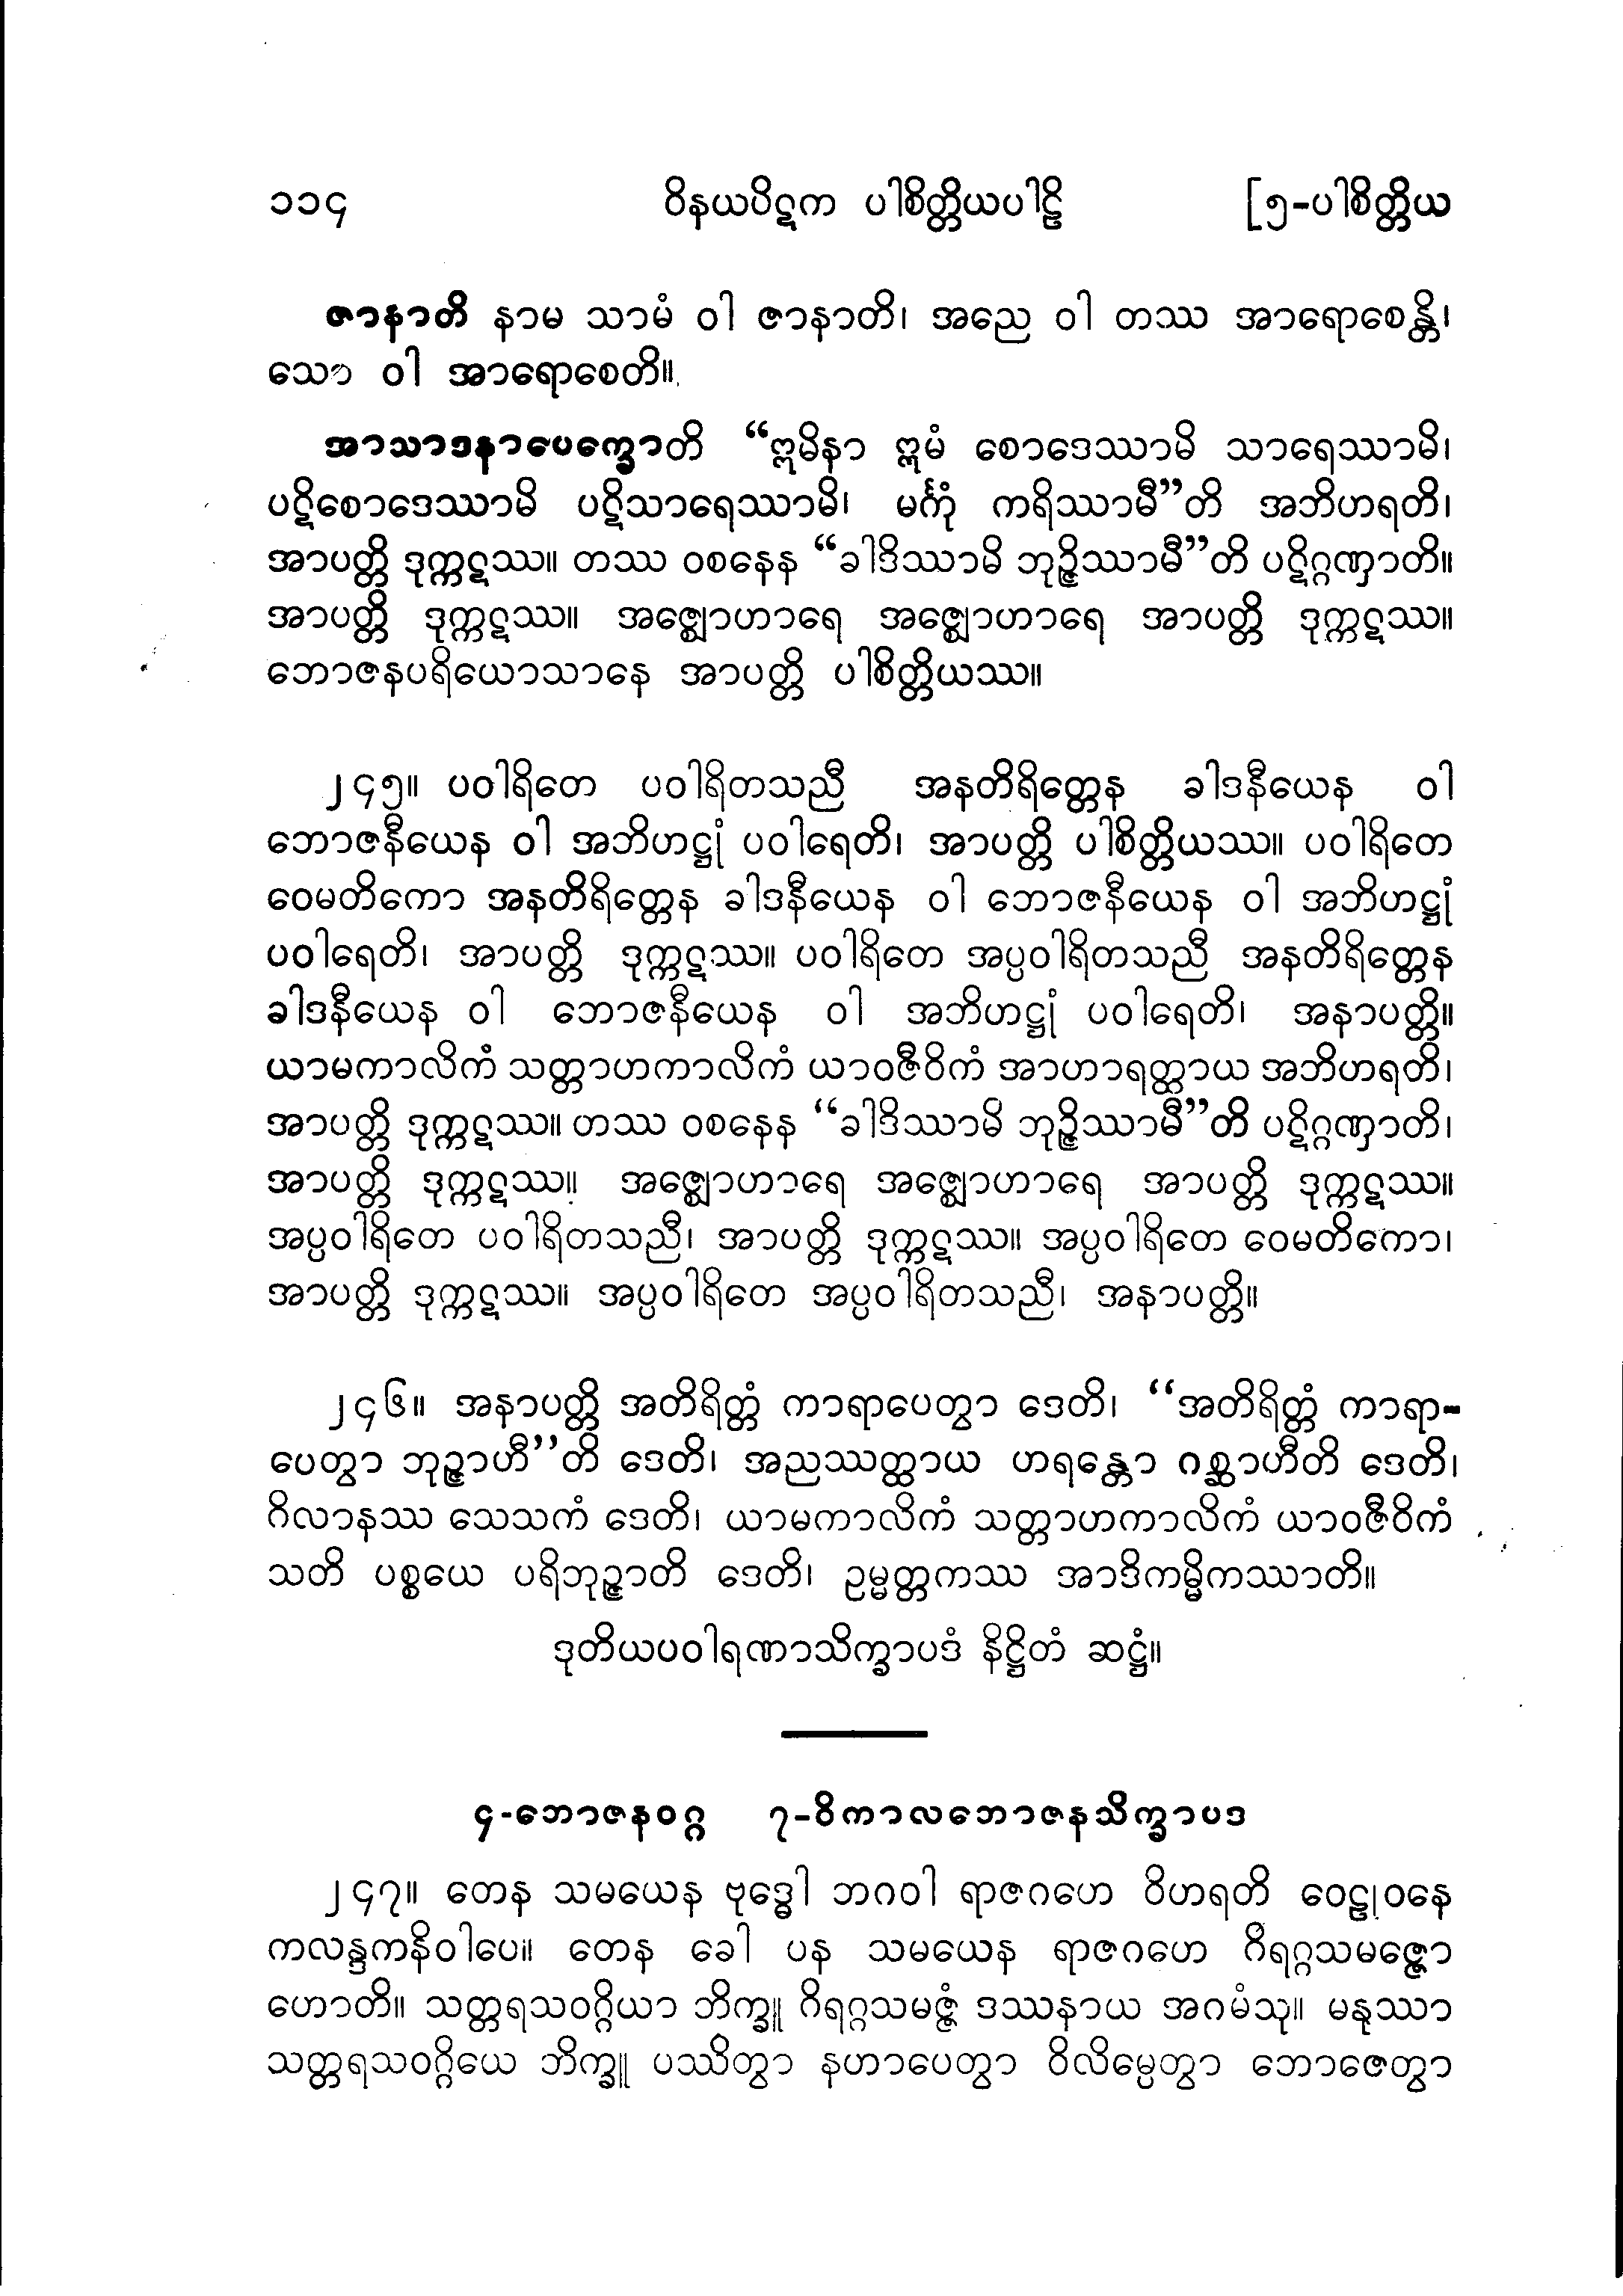 ၁၁၄ ဝိနယပိဋက ပါစိတ္တိယပါဠိ [၅-ပါစိတ္တိယ
ဇာနာတိ နာမ သာမံ ဝါ ဇာနာတိ၊ အညေ ဝါ တဿ အာရောစေန္တိ၊
သော ဝါ အာရောစေတိ။
အာသာဒနာပေက္ခောတိ “ဣမိနာ ဣမံ စောဒေဿာမိ သာရေဿာမိ၊
ပဋိစောဒေဿာမိ ပဋိသာရေဿာမိ၊ မင်္ကုံ ကရိဿာမီ”တိ အဘိဟရတိ၊
အာပတ္တိ ဒုက္ကဋဿ။ တဿ ဝစနေန “ခါဒိဿာမိ ဘုဉ္ဇိဿာမီ”တိ ပဋိဂ္ဂဏှာတိ။
အာပတ္တိ ဒုက္ကဋဿ။ အဇ္ဈောဟာရေ အဇ္ဈောဟာရေ အာပတ္တိ ဒုက္ကဋဿ။
ဘောဇနပရိယောသာနေ အာပတ္တိ ပါစိတ္တိယဿ။
၂၄၅။ ပဝါရိတေ ပဝါရိတသညီ အနတိရိတ္တေန ခါဒနီယေန ဝါ
ဘောဇနီယေန ဝါ အဘိဟဋ္ဌုံ ပဝါရေတိ၊ အာပတ္တိ ပါစိတ္တိယဿ။ ပဝါရိတေ
ဝေမတိကော အနတိရိတ္တေန ခါဒနီယေန ဝါ ဘောဇနီယေန ဝါ အဘိဟဋ္ဌုံ
ပဝါရေတိ၊ အာပတ္တိ ဒုက္ကဋဿ။ ပဝါရိတေ အပ္ပဝါရိတသညီ အနတိရိတ္တေန
ခါဒနီယေန ဝါ ဘောဇနီယေန ဝါ အဘိဟဋ္ဌုံ ပဝါရေတိ၊ အနာပတ္တိ။
ယာမကာလိကံ သတ္တာဟကာလိကံ ယာဝဇီဝိကံ အာဟာရတ္ထာယ အဘိဟရတိ၊
အာပတ္တိ ဒုက္ကဋဿ။ တဿ ဝစနေန “ခါဒိဿာမိ ဘုဉ္ဇိဿာမီ”တိ ပဋိဂ္ဂဏှာတိ၊
အာပတ္တိ ဒုက္ကဋဿ။ အဇ္ဈောဟာရေ အဇ္ဈောဟာရေ အာပတ္တိ ဒုက္ကဋဿ။
အပ္ပဝါရိတေ ပဝါရိတသညီ၊ အာပတ္တိ ဒုက္ကဋဿ။ အပ္ပဝါရိတေ ဝေမတိကော၊
အာပတ္တိ ဒုက္ကဋဿ။ အပ္ပဝါရိတေ အပ္ပဝါရိတသညီ၊ အနာပတ္တိ။
၂၄၆။ အနာပတ္တိ အတိရိတ္တံ ကာရာပေတွာ ဒေတိ၊ “အတိရိတ္တံ ကာရာ-
ပေတွာ ဘုဉ္ဇာဟီ”တိ ဒေတိ၊ အညဿတ္ထာယ ဟရန္တော ဂစ္ဆာဟီတိ ဒေတိ၊
ဂိလာနဿ သေသကံ ဒေတိ၊ ယာမကာလိကံ သတ္တာဟကာလိကံ ယာဝဇီဝိကံ
သတိ ပစ္စယေ ပရိဘုဉ္ဇာတိ ဒေတိ၊ ဥမ္မတ္တကဿ အာဒိကမ္မိကဿာတိ။
ဒုတိယပဝါရဏာသိက္ခာပဒံ နိဋ္ဌိတံ ဆဋ္ဌံ။
၄-ဘောဇနဝဂ္ဂ ၇-ဝိကာလဘောဇနသိက္ခာပဒ
၂၄၇။ တေန သမယေန ဗုဒ္ဓေါ ဘဂဝါ ရာဇဂဟေ ဝိဟရတိ ဝေဠုဝနေ
ကလန္ဒကနိဝါပေ။ တေန ခေါ ပန သမယေန ရာဇဂဟေ ဂိရဂ္ဂသမဇ္ဇော
ဟောတိ။ သတ္တရသဝဂ္ဂိယာ ဘိက္ခူ ဂိရဂ္ဂသမဇ္ဇံ ဒဿနာယ အဂမံသု။ မနုဿာ
သတ္တရသဝဂ္ဂိယေ ဘိက္ခူ ပဿိတွာ နဟာပေတွာ ဝိလိမ္ပေတွာ ဘောဇေတွာ